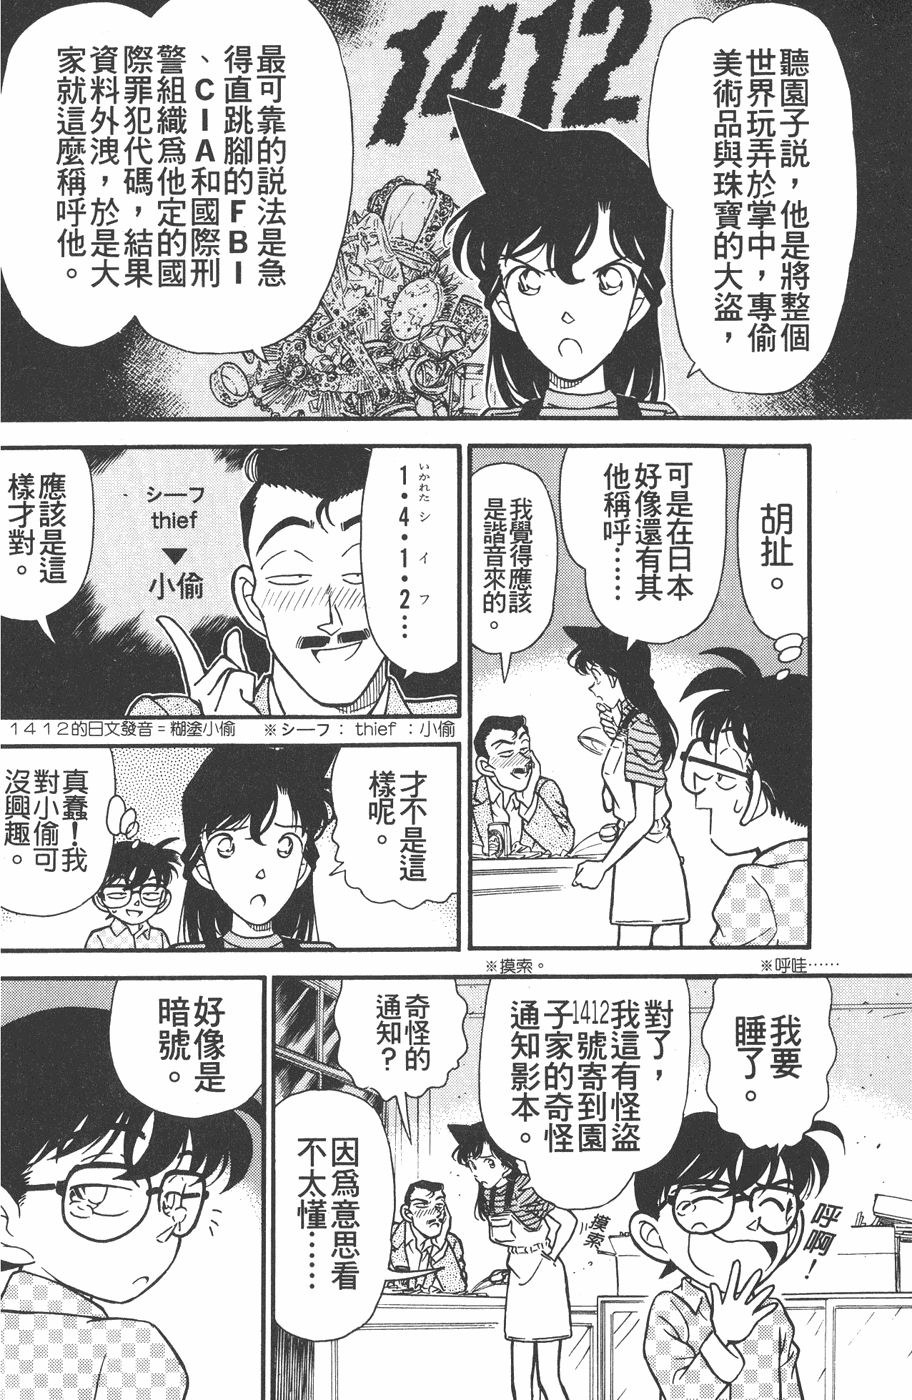 1412
聽園子說，他是將整個
世界玩弄於掌中，專偷
美術品與珠寶的大盜，
最可靠的說法是急
得直跳腳的FBI
、CIA和國際刑
警組織為他定的國
際罪犯代碼，結果
資料外洩，於是大
家就這麼稱呼他。
胡扯。
可是在日本
好像還有其
他稱呼……
我覺得應該
是諧音來的。
いかれた シ イ フ
1・4・1・2…
シーフ
thief
▼
小偷
應該是這
樣才對。
1412的日文發音=糊塗小偷
※シーフ：thief：小偷
才不是這
樣呢。
真蠢！我
對小偷可
沒興趣。
※呼哇……
※摸索。
我要
睡了。
呼啊！
對了，
我這有怪盜
1412號寄到園
子家的奇怪
通知影本。
摸索。
奇怪的
通知？
因為意思看
不太懂……
好像是
暗號。